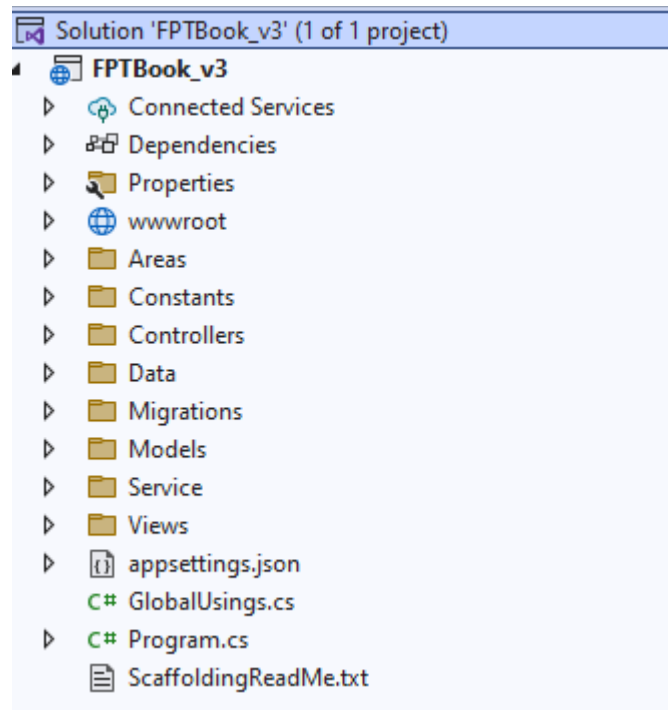 Solution 'FPTBook_v3' (1 of 1 project)
FPTBook_v3
Connected Services
Dependencies
Properties
wwwroot
Areas
Constants
Controllers
Data
Migrations
Models
Service
Views
appsettings.json
C# GlobalUsings.cs
C# Program.cs
ScaffoldingReadMe.txt